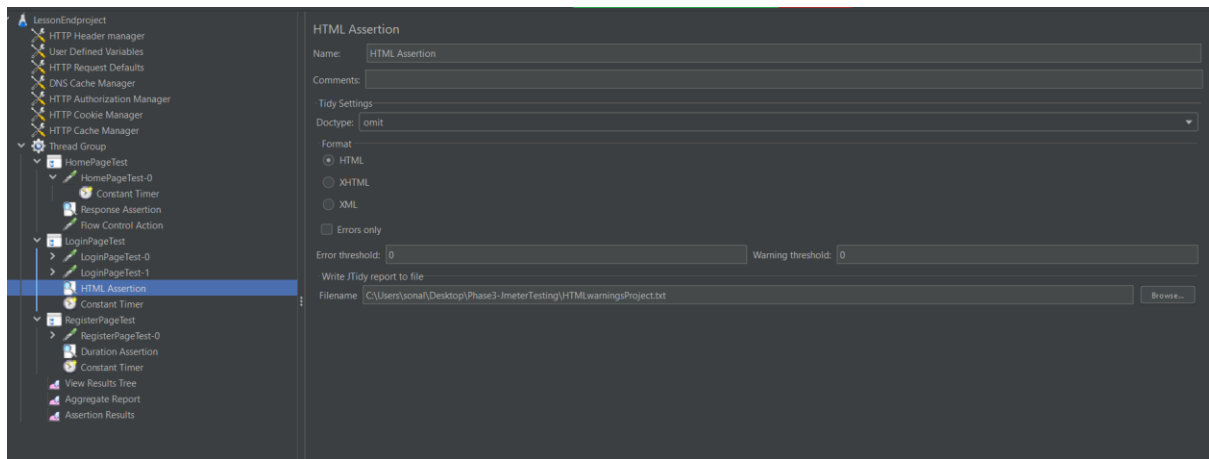 LessonEndproject
HTTP Header manager
User Defined Variables
HTTP Request Defaults
DNS Cache Manager
HTTP Authorization Manager
HTTP Cookie Manager
HTTP Cache Manager
Thread Group
HomePageTest
HomePageTest-0
Constant Timer
Response Assertion
Flow Control Action
LoginPageTest
LoginPageTest-0
LoginPageTest-1
HTML Assertion
Constant Timer
RegisterPageTest
RegisterPageTest-0
Duration Assertion
Constant Timer
View Results Tree
Aggregate Report
Assertion Results
HTML Assertion
Name: HTML Assertion
Comments:
Tidy Settings
Doctype: omit
Format
HTML
XHTML
XML
Errors only
Error threshold: 0 Warning threshold: 0
Write JTidy report to file
Filename C:\Users\sonal\Desktop\Phase3-JmeterTesting\HTMLwarningsProject.txt Browse...